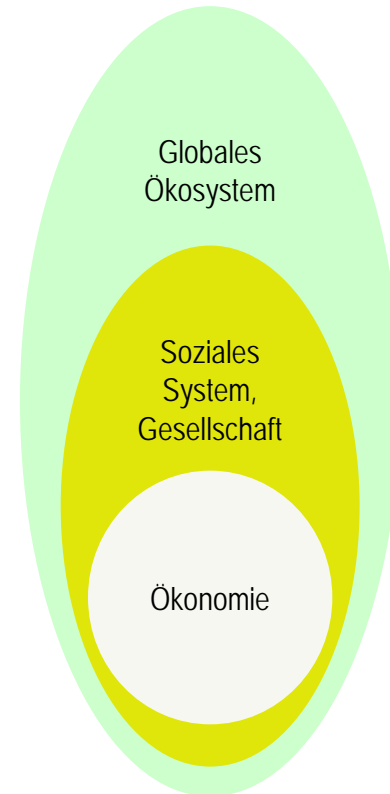 Globales
Ökosystem
Soziales
System,
Gesellschaft
Ökonomie